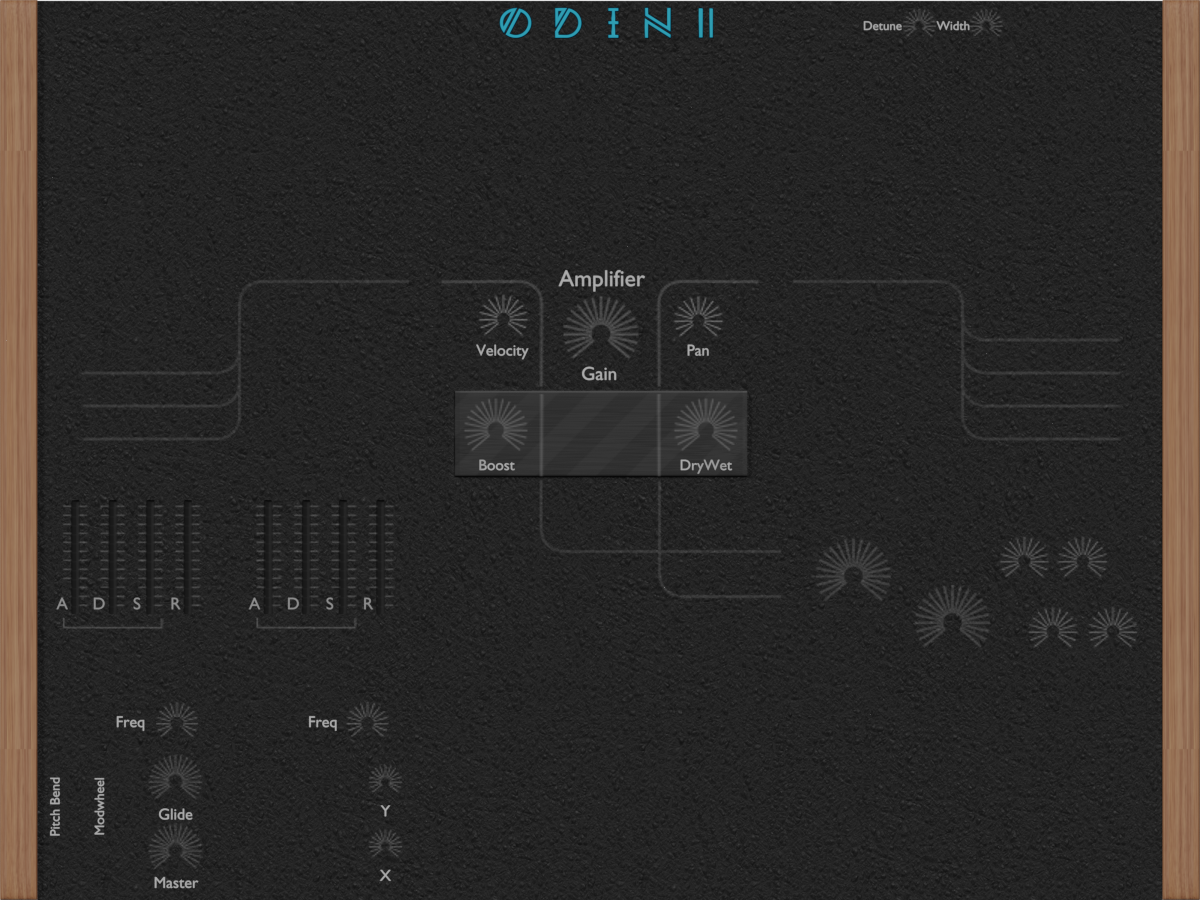 ODIN II
Detune Width
Amplifier
Velocity
Pan
Gain
Boost
DryWet
A D S R
A D S R
Freq
Freq
Pitch Bend
Modwheel
Glide
Y
Master
X